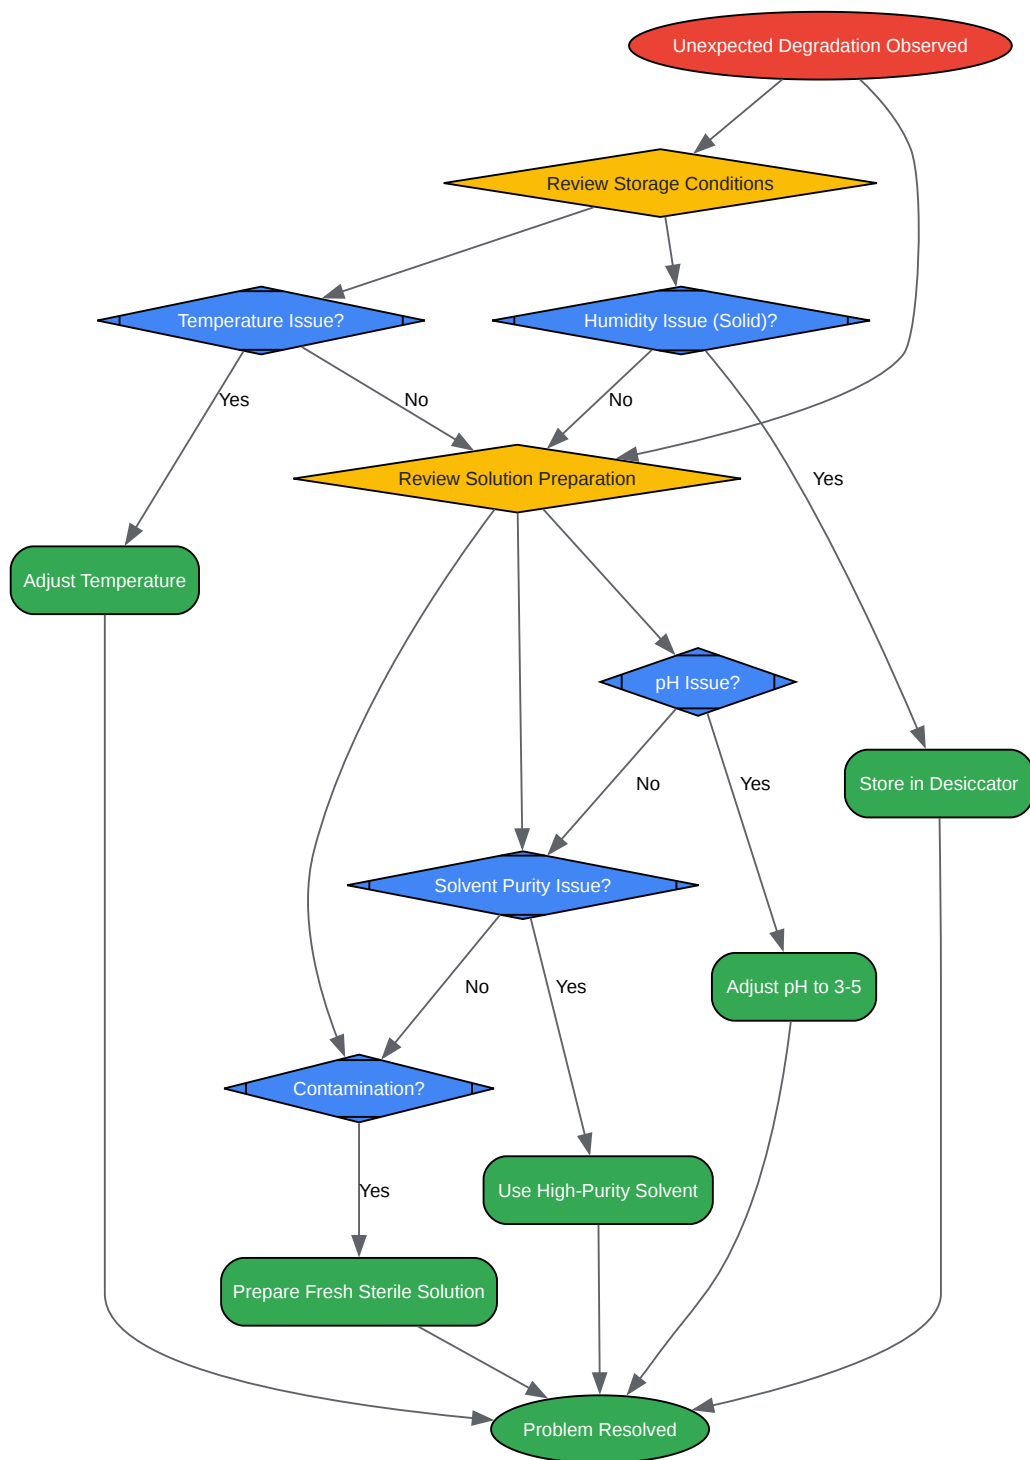 Unexpected Degradation Observed
Review Storage Conditions
Temperature Issue?
Humidity Issue (Solid)?
Yes
No
No
Review Solution Preparation
Yes
Adjust Temperature
pH Issue?
Store in Desiccator
No
Yes
Solvent Purity Issue?
Adjust pH to 3-5
No
Yes
Contamination?
Use High-Purity Solvent
Yes
Prepare Fresh Sterile Solution
Problem Resolved